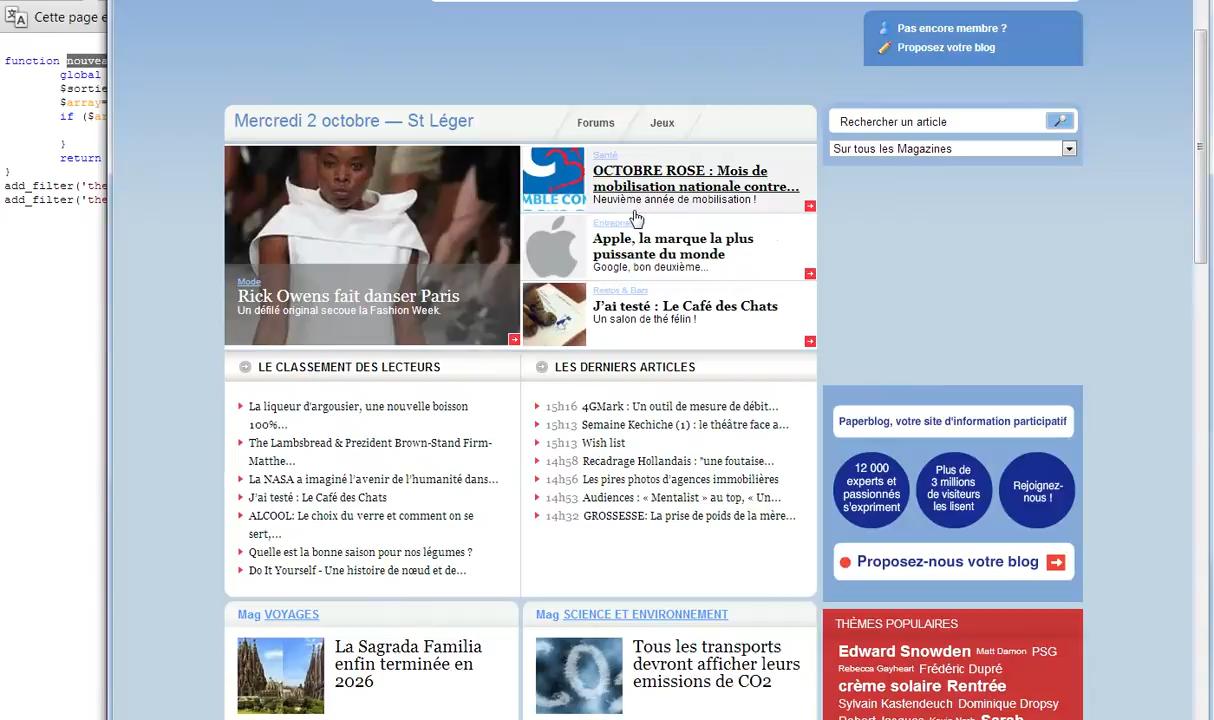 Cette page e
function nouvea
global
$sortie
$array=
if ($ar
}
return
}
add_filter('the
add_filter('the
Pas encore membre ?
Proposez votre blog
Mercredi 2 octobre — St Léger
Forums
Jeux
Rechercher un article
Sur tous les Magazines
Mode
Rick Owens fait danser Paris
Un défilé original secoue la Fashion Week.
Santé
OCTOBRE ROSE : Mois de
mobilisation nationale contre...
Neuvième année de mobilisation !
MBLE CO
Entrepri
Apple, la marque la plus
puissante du monde
Google, bon deuxième...
Restos & Bars
J'ai testé : Le Café des Chats
Un salon de thé félin !
LE CLASSEMENT DES LECTEURS
La liqueur d'argousier, une nouvelle boisson
100%...
The Lambsbread & Prezident Brown-Stand Firm-
Matthe...
La NASA a imaginé l'avenir de l'humanité dans...
J'ai testé : Le Café des Chats
ALCOOL: Le choix du verre et comment on se
sert,...
Quelle est la bonne saison pour nos légumes ?
Do It Yourself - Une histoire de nœud et de...
LES DERNIERS ARTICLES
15h16 4GMark : Un outil de mesure de débit...
15h13 Semaine Kechiche (1) : le théâtre face a...
15h13 Wish list
14h58 Recadrage Hollandais : "une foutaise...
14h56 Les pires photos d'agences immobilières
14h53 Audiences : « Mentalist » au top, « Un...
14h32 GROSSESSE: La prise de poids de la mère...
Paperblog, votre site d'information participatif
12 000
experts et
passionnés
s'expriment
Plus de
3 millions
de visiteurs
les lisent
Rejoignez-
nous !
Proposez-nous votre blog
Mag VOYAGES
La Sagrada Familia
enfin terminée en
2026
Mag SCIENCE ET ENVIRONNEMENT
Tous les transports
devront afficher leurs
emissions de CO2
THÈMES POPULAIRES
Edward Snowden Matt Damon PSG
Rebecca Gayheart Frédéric Dupré
crème solaire Rentrée
Sylvain Kastendeuch Dominique Dropsy